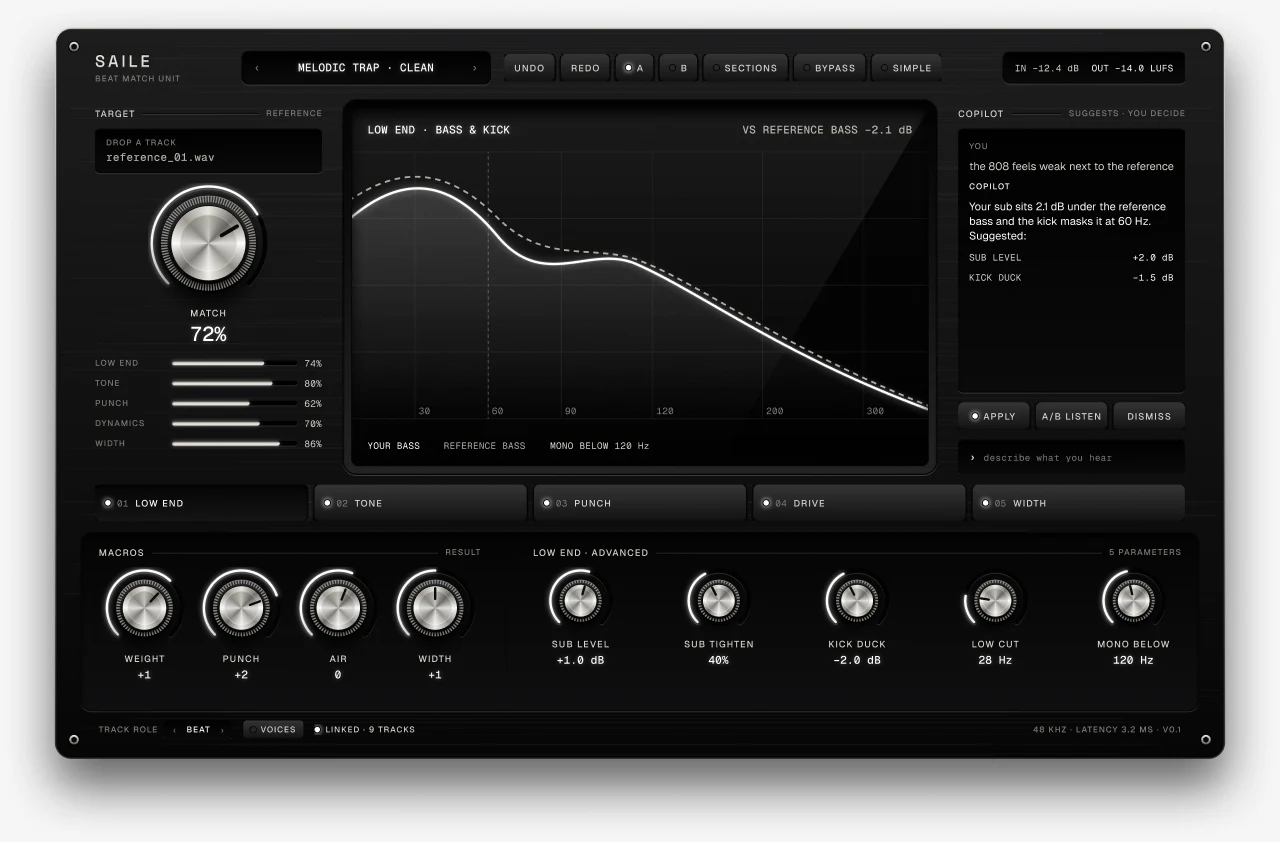 SAILE
BEAT MATCH UNIT
‹ MELODIC TRAP · CLEAN ›
UNDO
REDO
A
B
SECTIONS
BYPASS
SIMPLE
IN −12.4 dB OUT −14.0 LUFS
TARGET
REFERENCE
DROP A TRACK
reference_01.wav
MATCH
72%
LOW END 74%
TONE 80%
PUNCH 62%
DYNAMICS 70%
WIDTH 86%
LOW END · BASS & KICK
VS REFERENCE BASS −2.1 dB
30 60 90 120 200 300
YOUR BASS REFERENCE BASS MONO BELOW 120 Hz
COPILOT
SUGGESTS · YOU DECIDE
YOU
the 808 feels weak next to the reference
COPILOT
Your sub sits 2.1 dB under the reference
bass and the kick masks it at 60 Hz.
Suggested:
SUB LEVEL +2.0 dB
KICK DUCK −1.5 dB
APPLY
A/B LISTEN
DISMISS
› describe what you hear
01 LOW END
02 TONE
03 PUNCH
04 DRIVE
05 WIDTH
MACROS
RESULT
WEIGHT
+1
PUNCH
+2
AIR
0
WIDTH
+1
LOW END · ADVANCED
5 PARAMETERS
SUB LEVEL
+1.0 dB
SUB TIGHTEN
40%
KICK DUCK
−2.0 dB
LOW CUT
28 Hz
MONO BELOW
120 Hz
TRACK ROLE ‹ BEAT ›
VOICES
LINKED · 9 TRACKS
48 KHZ · LATENCY 3.2 MS · V0.1